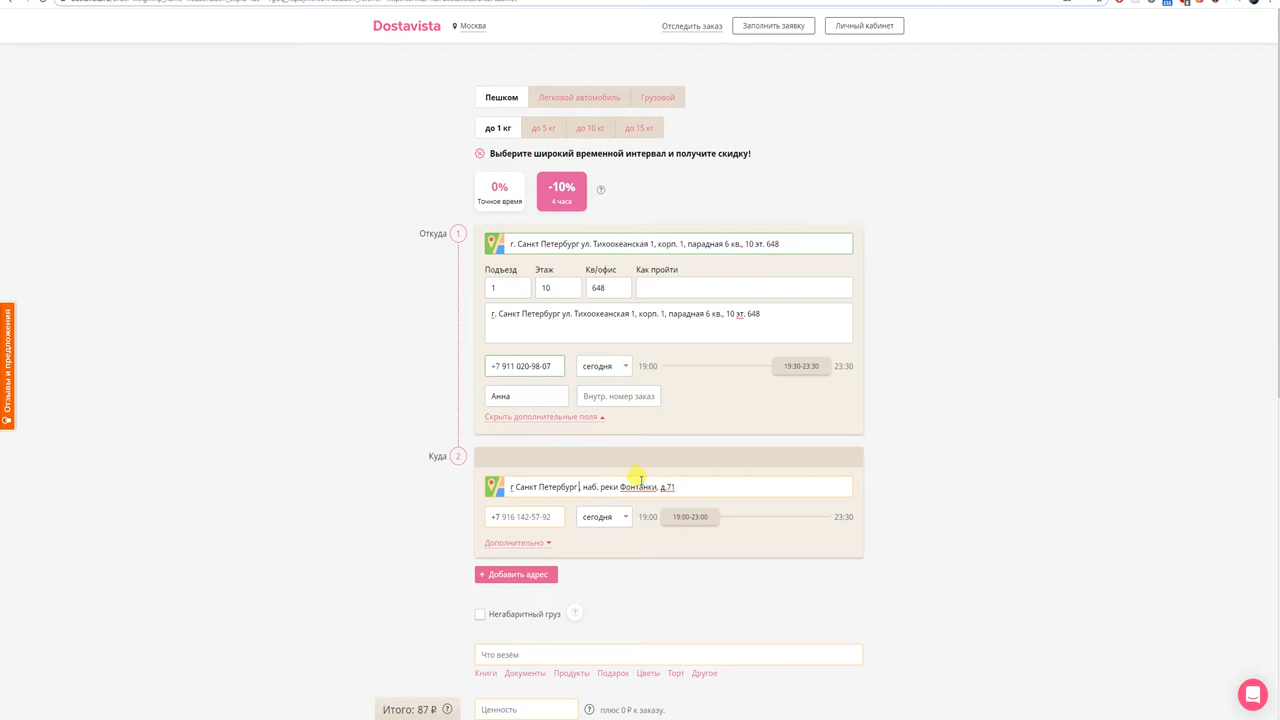 Dostavista
Москва
Отследить заказ
Заполнить заявку
Личный кабинет
Пешком
Легковой автомобиль
Грузовой
до 1 кг
до 5 кг
до 10 кг
до 15 кг
Выберите широкий временной интервал и получите скидку!
0%
Точное время
-10%
4 часа
?
Откуда
1
г. Санкт Петербург ул. Тихоокеанская 1, корп. 1, парадная 6 кв., 10 эт. 648
Подъезд
Этаж
Кв/офис
Как пройти
1
10
648
г. Санкт Петербург ул. Тихоокеанская 1, корп. 1, парадная 6 кв., 10 эт. 648
+7 911 020-98-07
сегодня
19:00
19:30-23:30
23:30
Анна
Внутр. номер заказ
Скрыть дополнительные поля
Куда
2
г Санкт Петербург, наб. реки Фонтанки, д.71
+7 916 142-57-92
сегодня
19:00
19:00-23:00
23:30
Дополнительно
+ Добавить адрес
Негабаритный груз
?
Что везём
Книги
Документы
Продукты
Подарок
Цветы
Торт
Другое
Итого: 87 ₽
?
Ценность
?
плюс 0 ₽ к заказу.
Отзывы и предложения